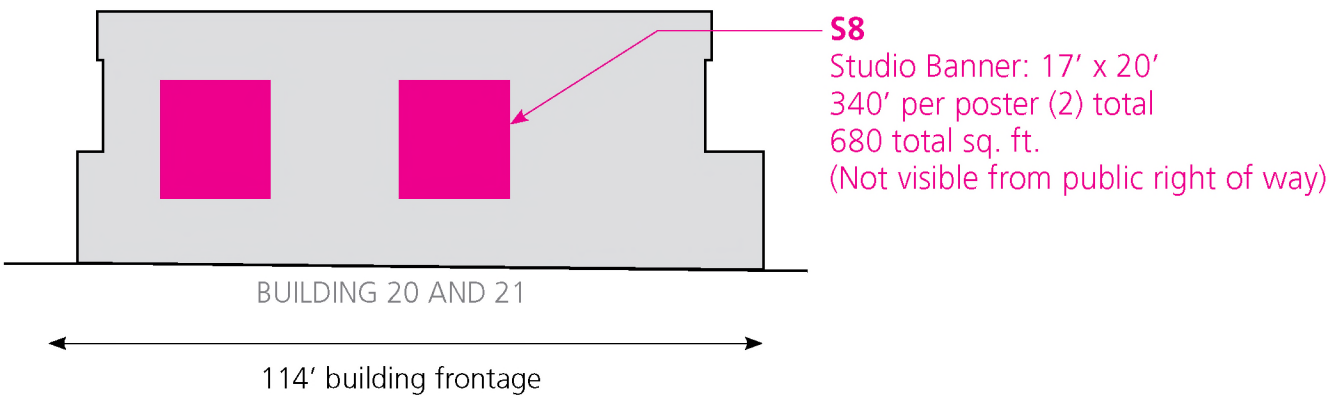 S8
Studio Banner: 17’ x 20’
340’ per poster (2) total
680 total sq. ft.
(Not visible from public right of way)
BUILDING 20 AND 21
114’ building frontage